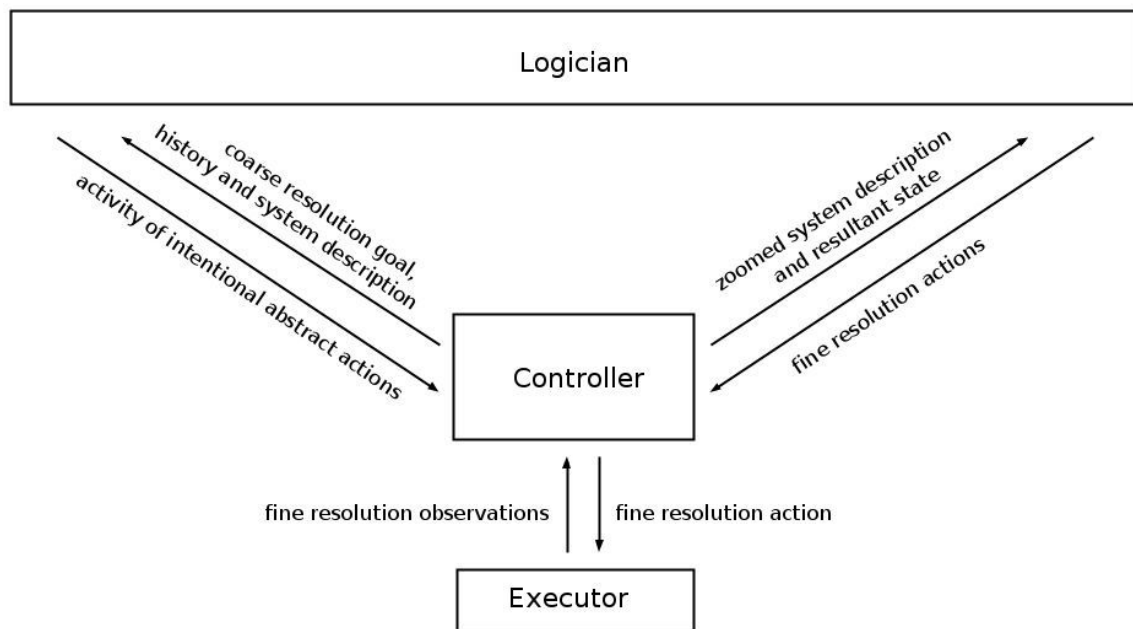 Logician
coarse resolution goal,
history and system description
activity of intentional abstract actions
zoomed system description
and resultant state
fine resolution actions
Controller
fine resolution observations
fine resolution action
Executor